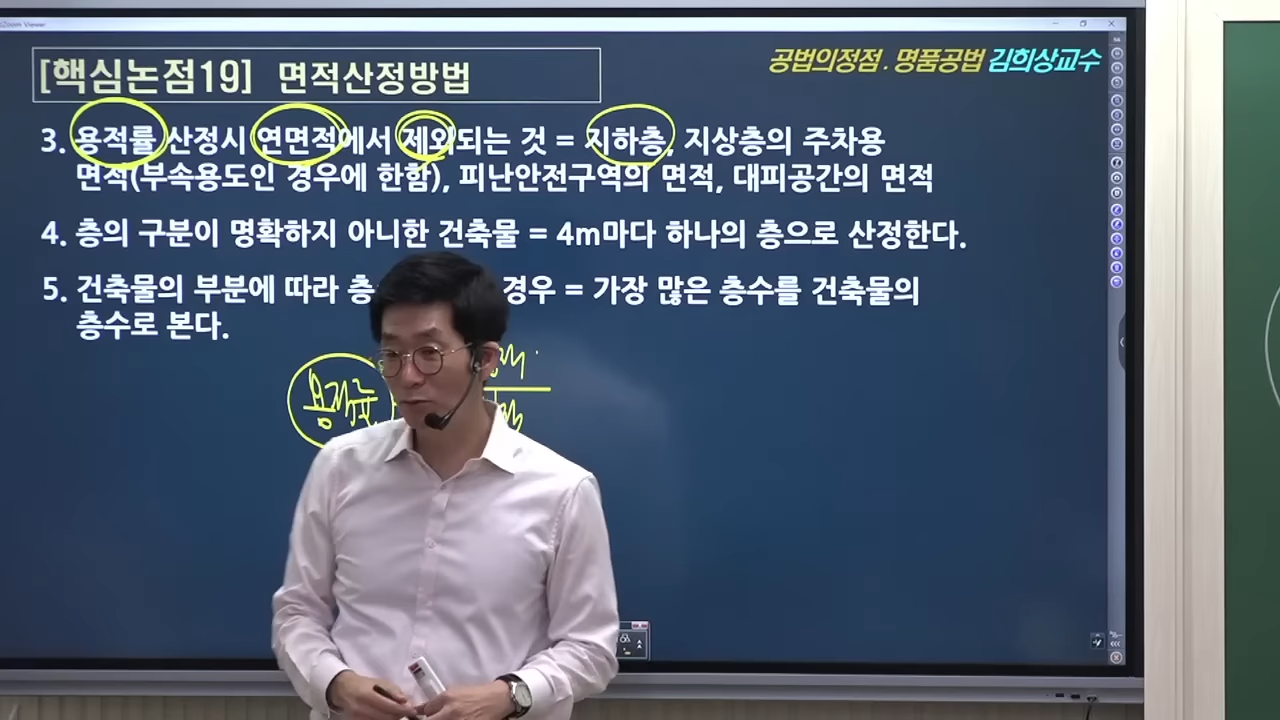 Zoom Viewer
[핵심논점19] 면적산정방법
공법의정점. 명품공법 김희상교수
3. 용적률 산정시 연면적에서 제외되는 것 = 지하층, 지상층의 주차용
면적(부속용도인 경우에 한함), 피난안전구역의 면적, 대피공간의 면적
4. 층의 구분이 명확하지 아니한 건축물 = 4m마다 하나의 층으로 산정한다.
5. 건축물의 부분에 따라 층 경우 = 가장 많은 층수를 건축물의
층수로 본다.
용적률